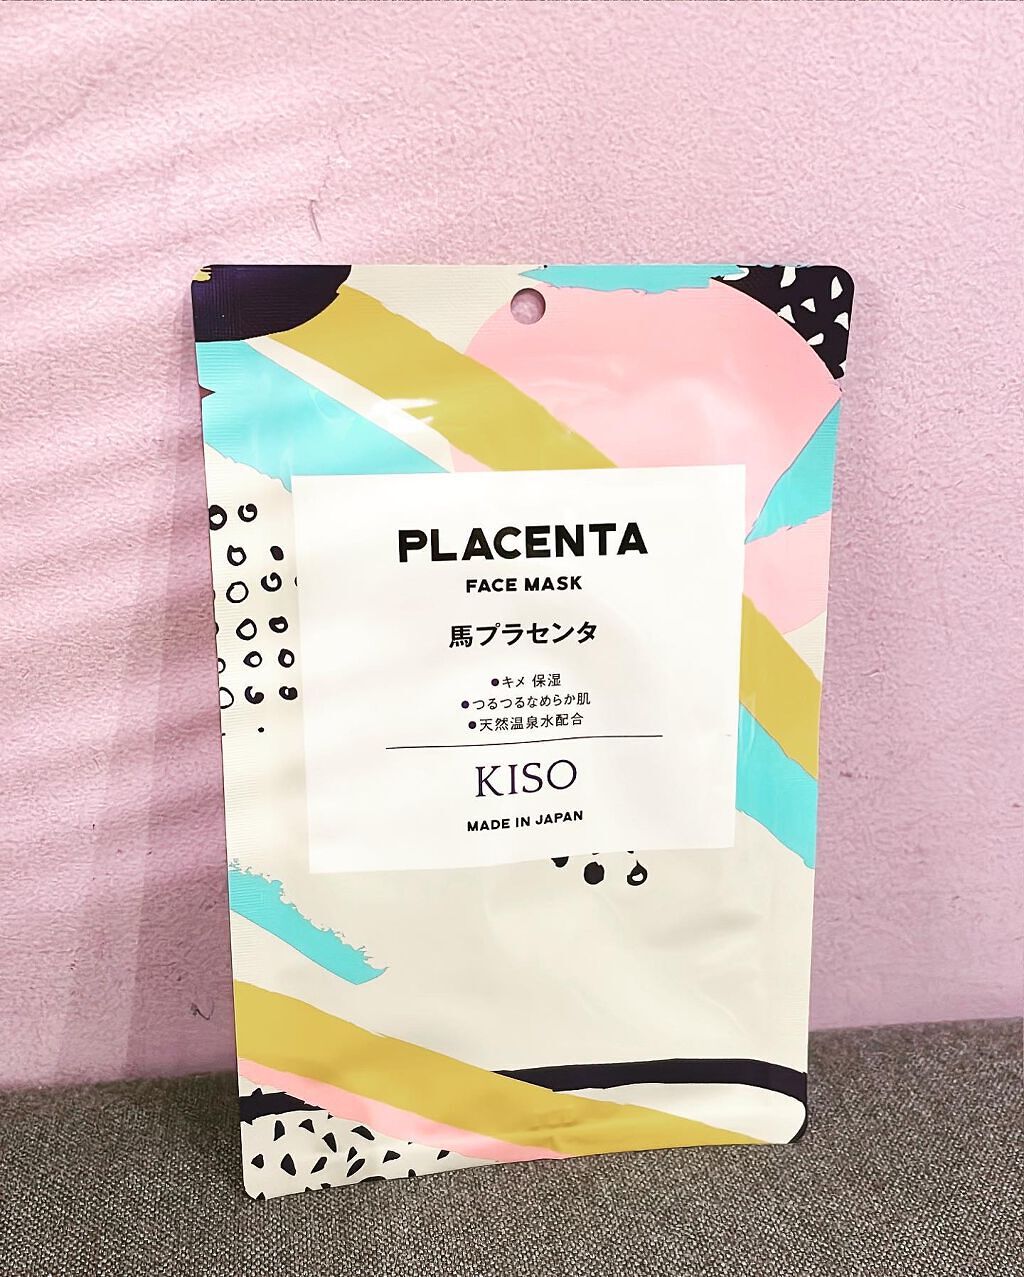 PLACENTA
FACE MASK
馬プラセンタ
●キメ 保湿
●つるつるなめらか肌
●天然温泉水配合
KISO
MADE IN JAPAN